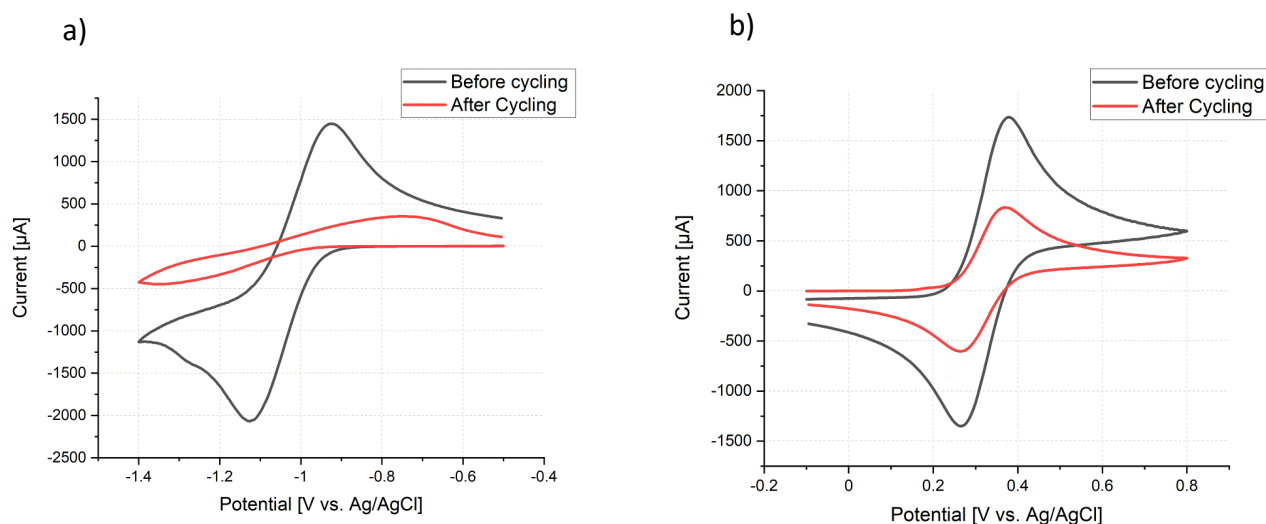 a)
Before cycling
After Cycling
1500
1000
500
0
-500
-1000
-1500
-2000
-2500
-1.4
-1.2
-1
-0.8
-0.6
-0.4
Current [µA]
Potential [V vs. Ag/AgCl]
b)
Before cycling
After Cycling
2000
1500
1000
500
0
-500
-1000
-1500
-0.2
0
0.2
0.4
0.6
0.8
Current [µA]
Potential [V vs. Ag/AgCl]